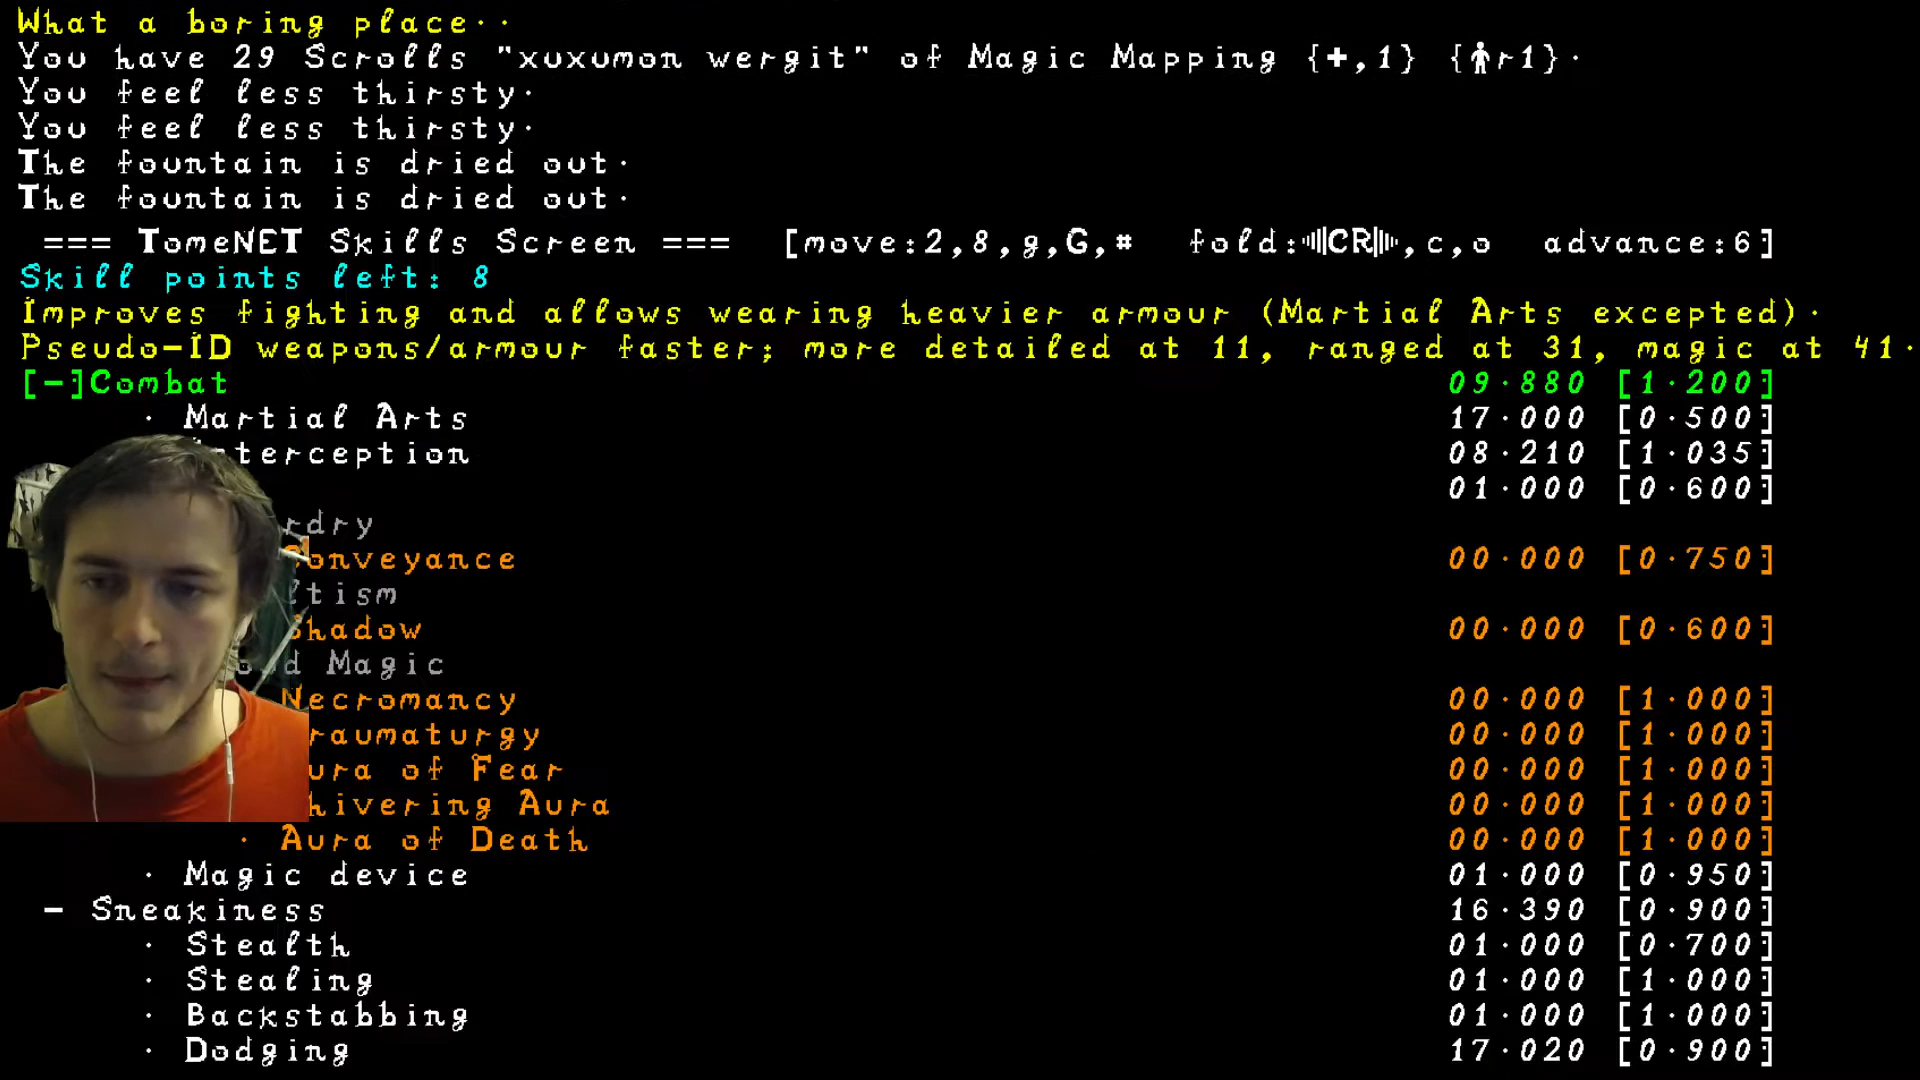 What a boring place··
You have 29 Scrolls "xuxumon wergit" of Magic Mapping {+,1} {r1}·
You feel less thirsty·
You feel less thirsty·
The fountain is dried out·
The fountain is dried out·
=== TomeNET Skills Screen === [move:2,8,g,G,# fold:CR,c,o advance:6]
Skill points left: 8
Improves fighting and allows wearing heavier armour (Martial Arts excepted)·
Pseudo-ID weapons/armour faster; more detailed at 11, ranged at 31, magic at 41·
[-]Combat 09·880 [1·200]
· Martial Arts 17·000 [0·500]
nterception 08·210 [1·035]
01·000 [0·600]
rdry
Conveyance 00·000 [0·750]
ltism
Shadow 00·000 [0·600]
d Magic
Necromancy 00·000 [1·000]
raumaturgy 00·000 [1·000]
ura of Fear 00·000 [1·000]
hivering Aura 00·000 [1·000]
· Aura of Death 00·000 [1·000]
· Magic device 01·000 [0·950]
- Sneakiness 16·390 [0·900]
· Stealth 01·000 [0·700]
· Stealing 01·000 [1·000]
· Backstabbing 01·000 [1·000]
· Dodging 17·020 [0·900]